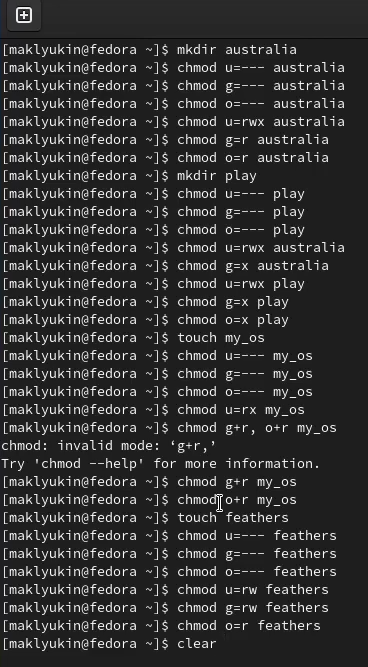 [maklyukin@fedora ~]$ mkdir australia
[maklyukin@fedora ~]$ chmod u=--- australia
[maklyukin@fedora ~]$ chmod g=--- australia
[maklyukin@fedora ~]$ chmod o=--- australia
[maklyukin@fedora ~]$ chmod u=rwx australia
[maklyukin@fedora ~]$ chmod g=r australia
[maklyukin@fedora ~]$ chmod o=r australia
[maklyukin@fedora ~]$ mkdir play
[maklyukin@fedora ~]$ chmod u=--- play
[maklyukin@fedora ~]$ chmod g=--- play
[maklyukin@fedora ~]$ chmod o=--- play
[maklyukin@fedora ~]$ chmod u=rwx australia
[maklyukin@fedora ~]$ chmod g=x australia
[maklyukin@fedora ~]$ chmod u=rwx play
[maklyukin@fedora ~]$ chmod g=x play
[maklyukin@fedora ~]$ chmod o=x play
[maklyukin@fedora ~]$ touch my_os
[maklyukin@fedora ~]$ chmod u=--- my_os
[maklyukin@fedora ~]$ chmod g=--- my_os
[maklyukin@fedora ~]$ chmod o=--- my_os
[maklyukin@fedora ~]$ chmod u=rx my_os
[maklyukin@fedora ~]$ chmod g+r, o+r my_os
chmod: invalid mode: ‘g+r,’
Try 'chmod --help' for more information.
[maklyukin@fedora ~]$ chmod g+r my_os
[maklyukin@fedora ~]$ chmod o+r my_os
[maklyukin@fedora ~]$ touch feathers
[maklyukin@fedora ~]$ chmod u=--- feathers
[maklyukin@fedora ~]$ chmod g=--- feathers
[maklyukin@fedora ~]$ chmod o=--- feathers
[maklyukin@fedora ~]$ chmod u=rw feathers
[maklyukin@fedora ~]$ chmod g=rw feathers
[maklyukin@fedora ~]$ chmod o=r feathers
[maklyukin@fedora ~]$ clear